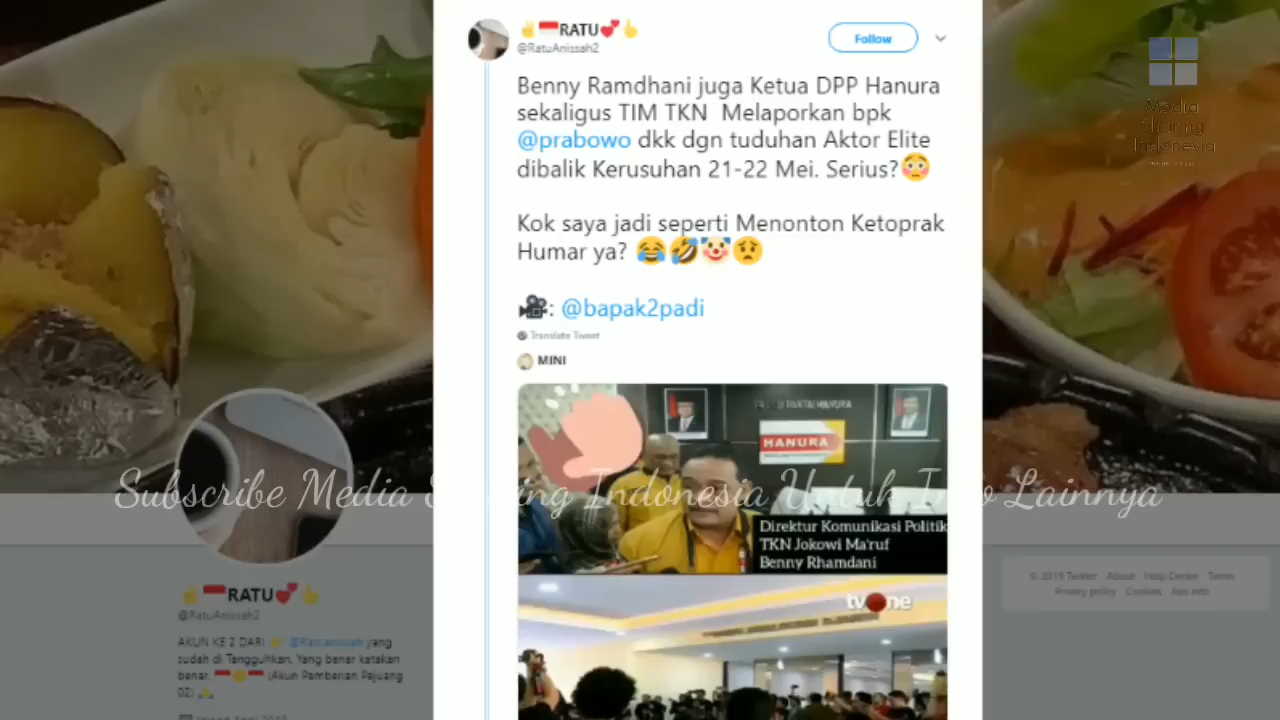 RATU
@RatuAnissah2
Follow
Benny Ramdhani juga Ketua DPP Hanura
sekaligus TIM TKN Melaporkan bpk
@prabowo dkk dgn tuduhan Aktor Elite
dibalik Kerusuhan 21-22 Mei. Serius?😳
Kok saya jadi seperti Menonton Ketoprak
Humar ya? 😂🤣🤡😟
🎥: @bapak2padi
Translate Tweet
MINI
PARTAI HANURA
HANURA
Direktur Komunikasi Politik
TKN Jokowi Ma'ruf
Benny Rhamdani
tvOne
Media
Sharing
Indonesia
Subscribe Media Sharing Indonesia Untuk Info Lainnya
RATU
@RatuAnissah2
AKUN KE 2 DARI @Ratuanissah yang
sudah di Tangguhkan. Yang benar katakan
benar. (Akun Pemberian Pejuang
02)
© 2019 Twitter About Help Center Terms
Privacy policy Cookies Ads info